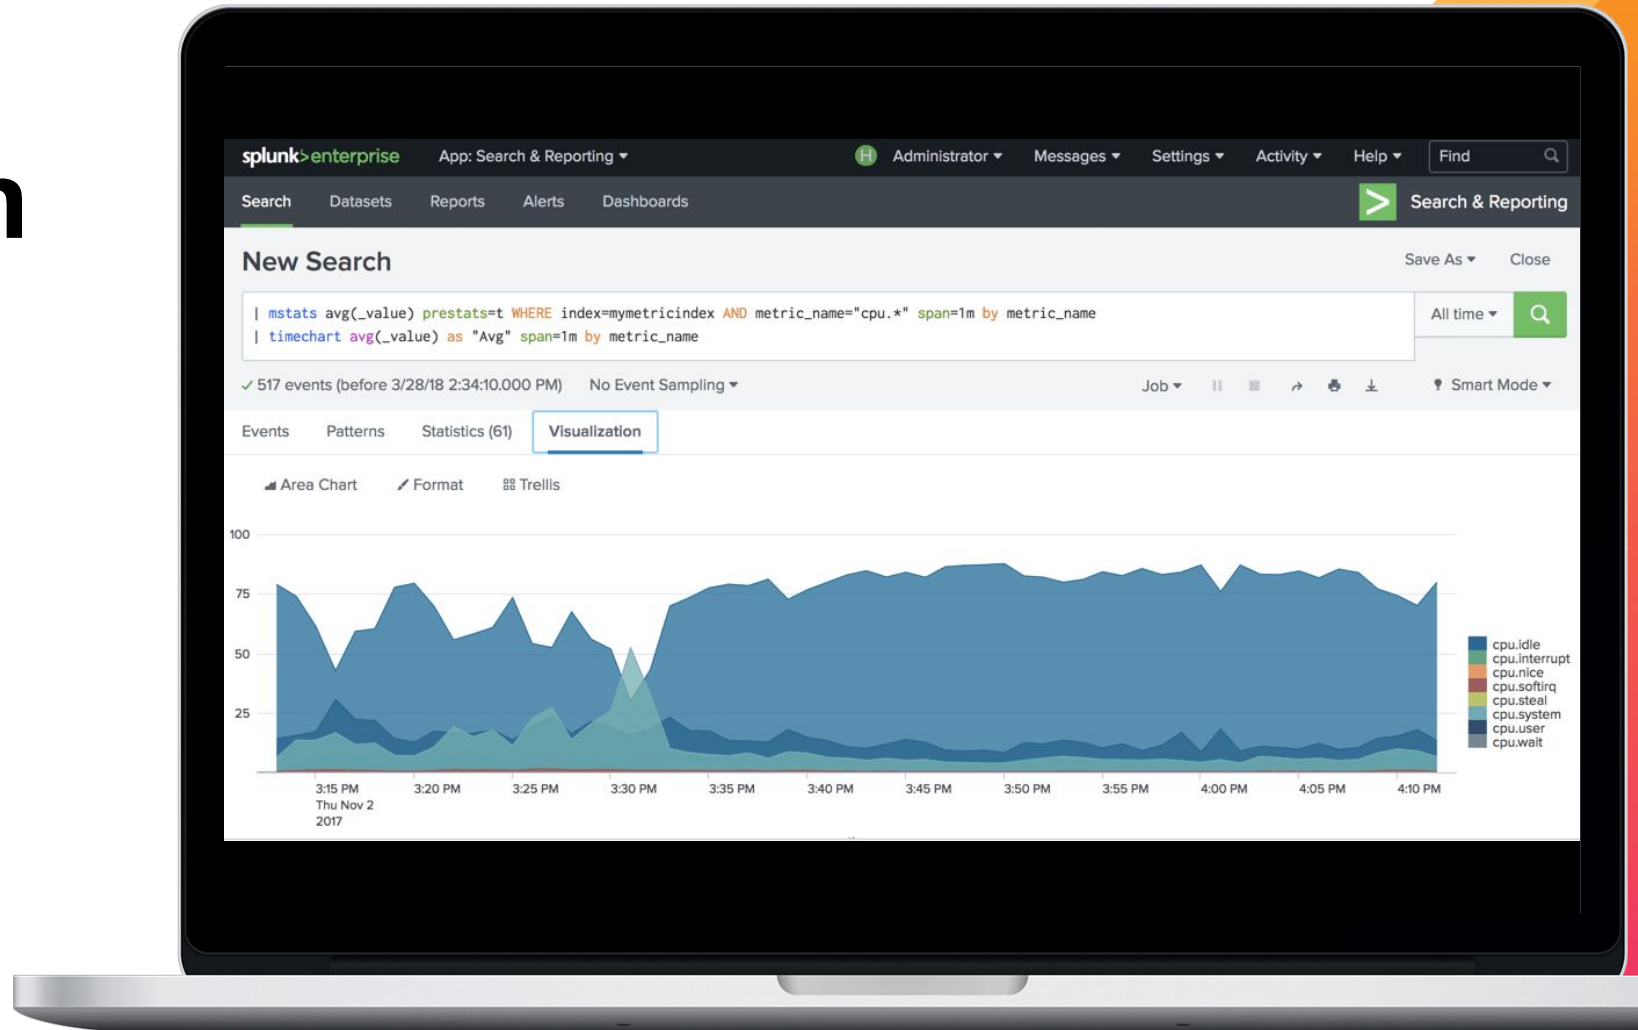 n
splunk>enterprise App: Search & Reporting H Administrator Messages Settings Activity Help Find
Search Datasets Reports Alerts Dashboards > Search & Reporting
New Search Save As Close
| mstats avg(_value) prestats=t WHERE index=mymetricindex AND metric_name="cpu.*" span=1m by metric_name
| timechart avg(_value) as "Avg" span=1m by metric_name
All time
517 events (before 3/28/18 2:34:10.000 PM) No Event Sampling Job Smart Mode
Events Patterns Statistics (61) Visualization
Area Chart Format Trellis
100
75
50
25
cpu.idle
cpu.interrupt
cpu.nice
cpu.softirq
cpu.steal
cpu.system
cpu.user
cpu.wait
3:15 PM 3:20 PM 3:25 PM 3:30 PM 3:35 PM 3:40 PM 3:45 PM 3:50 PM 3:55 PM 4:00 PM 4:05 PM 4:10 PM
Thu Nov 2
2017